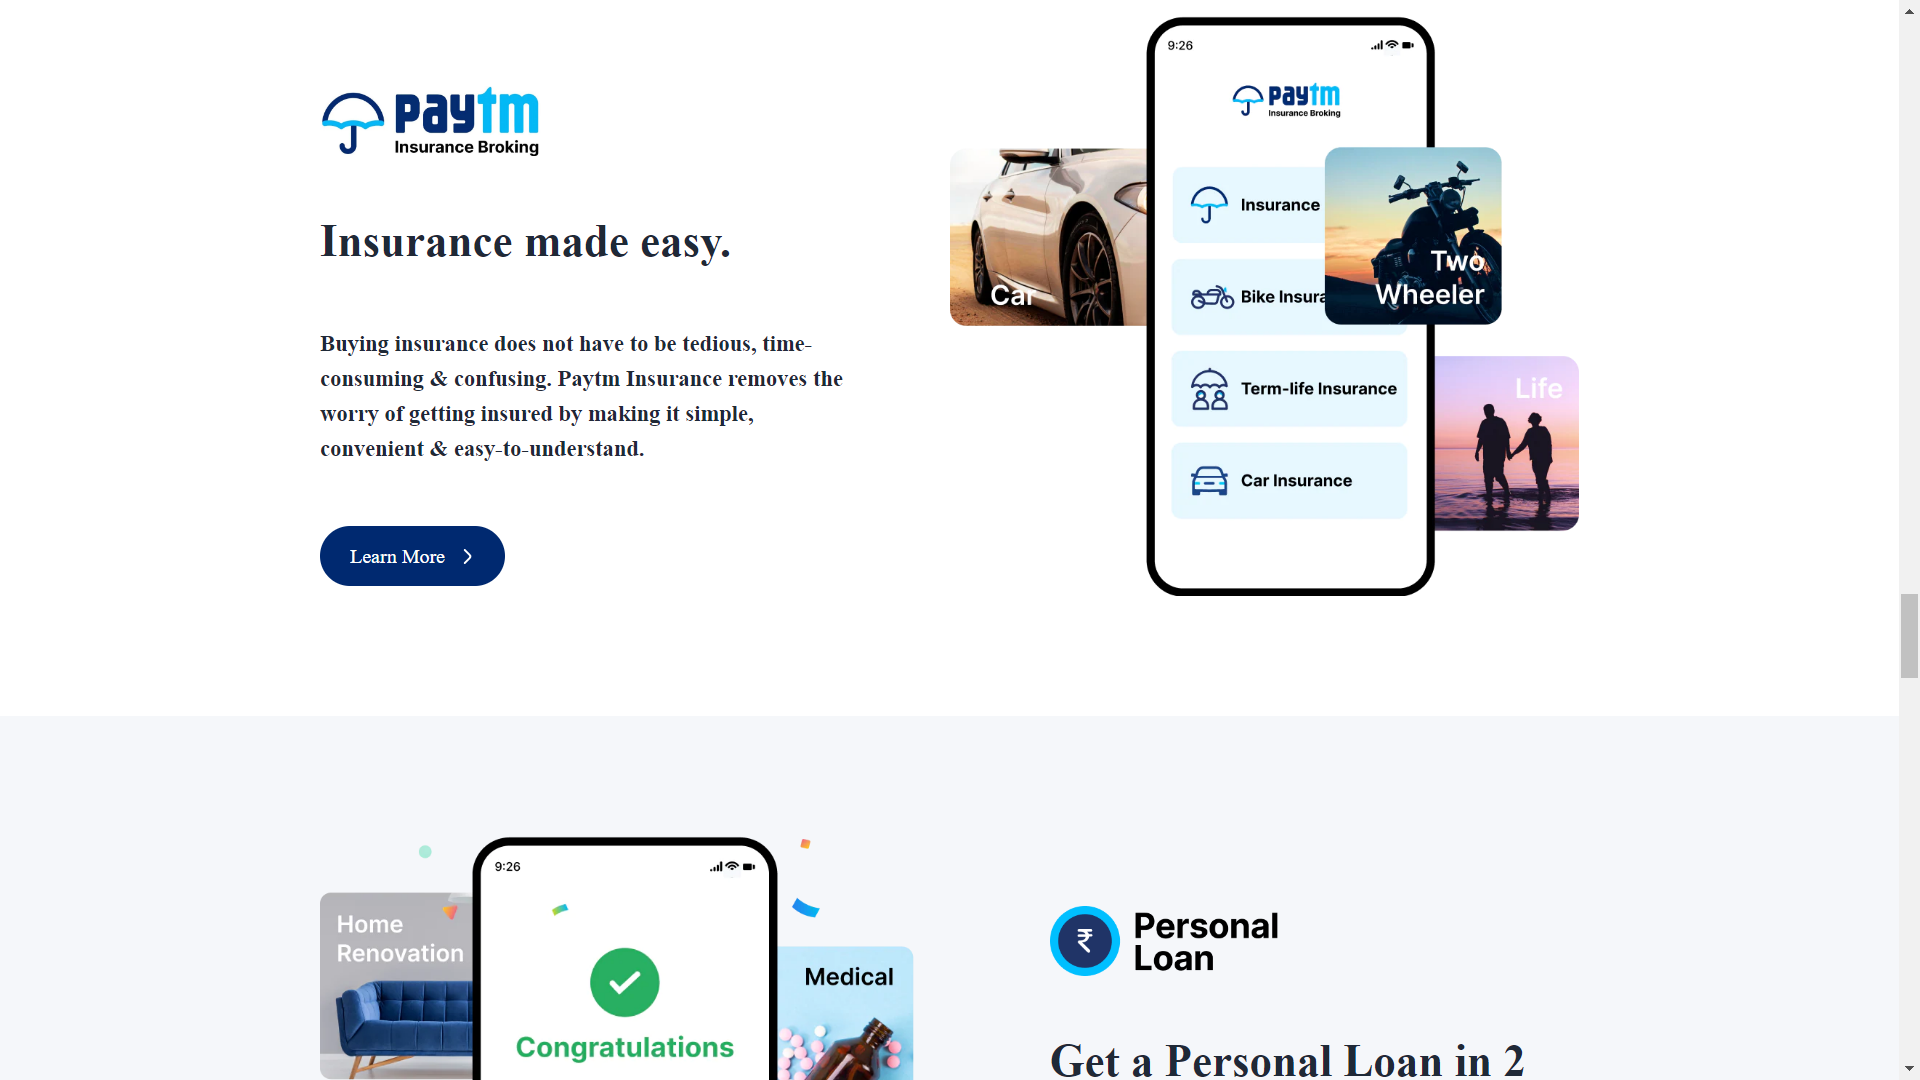 paytm
Insurance Broking
Insurance made easy.
Buying insurance does not have to be tedious, time-
consuming & confusing. Paytm Insurance removes the
worry of getting insured by making it simple,
convenient & easy-to-understand.
Learn More
9:26
paytm
Insurance Broking
Insurance
Bike Insura
Term-life Insurance
Car Insurance
Car
Two
Wheeler
Life
Home
Renovation
9:26
Congratulations
Medical
₹
Personal
Loan
Get a Personal Loan in 2